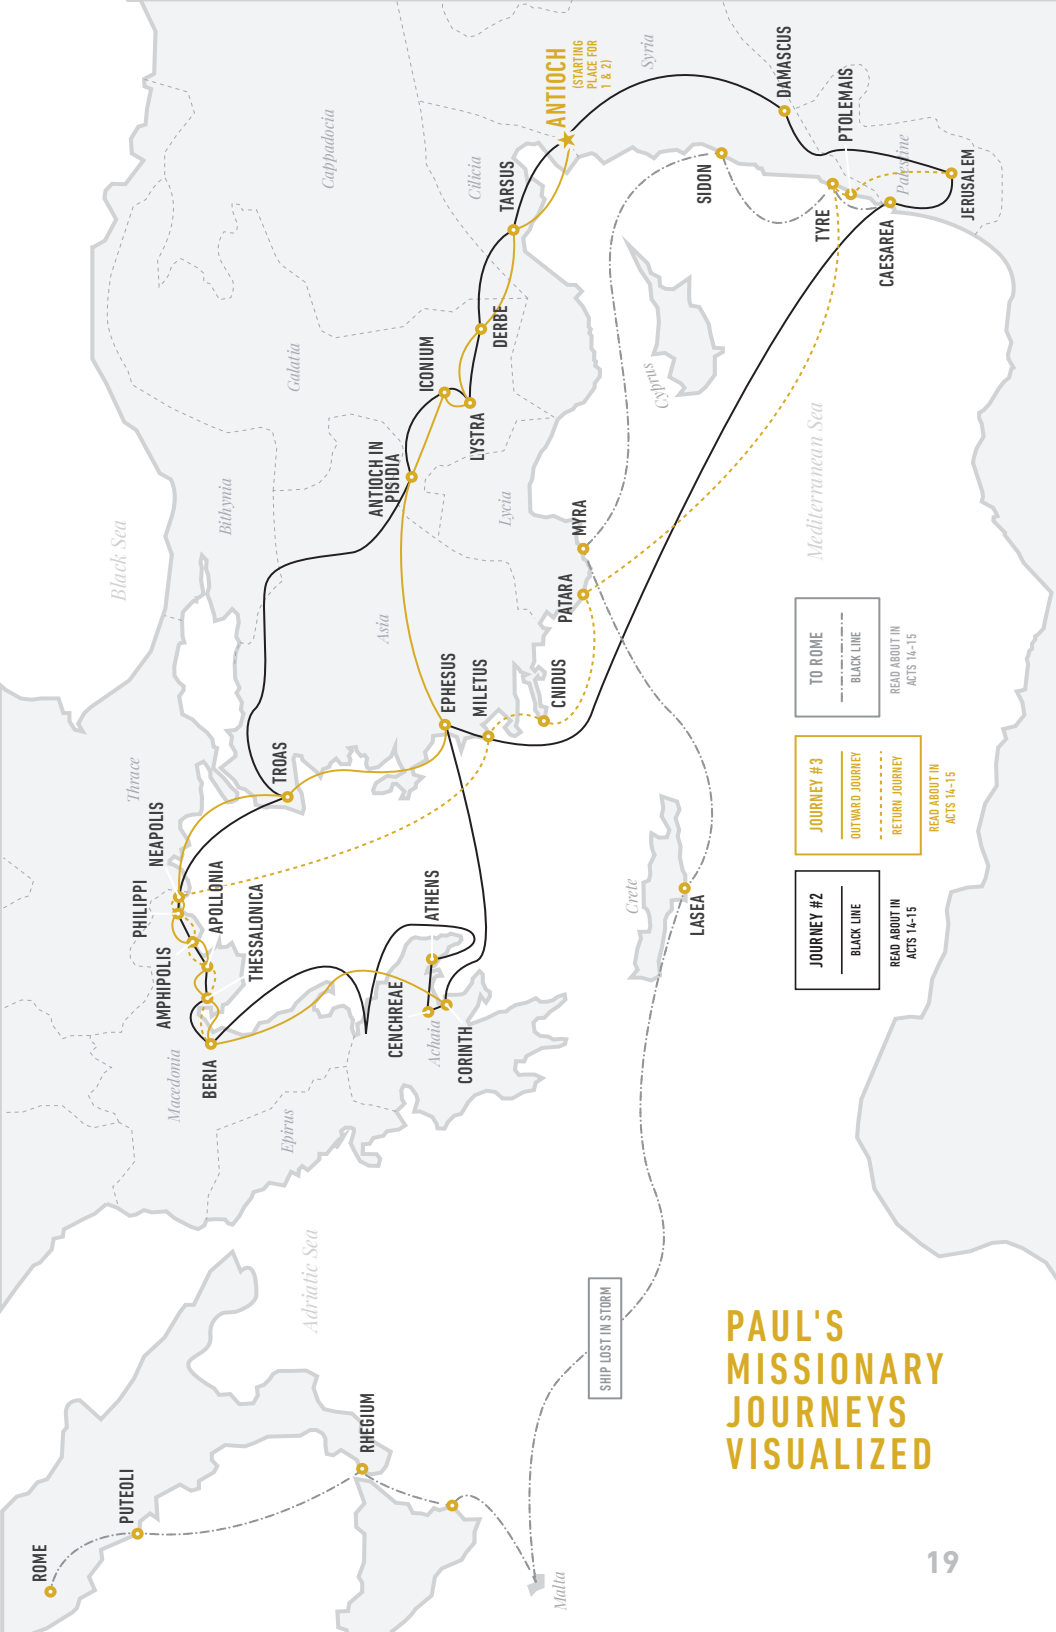 PAUL'S
MISSIONARY
JOURNEYS
VISUALIZED
19
ROME
PUTEOLI
RHEGIUM
Malta
SHIP LOST IN STORM
Adriatic Sea
Epirus
Macedonia
BERIA
AMPHIPOLIS
THESSALONICA
APOLLONIA
PHILIPPI
NEAPOLIS
Thrace
CENCHREAE
Achaia
CORINTH
ATHENS
Crete
LASEA
TROAS
EPHESUS
MILETUS
CNIDUS
PATARA
MYRA
Asia
Lycia
Bithynia
Black Sea
Galatia
ANTIOCH IN
PISIDIA
ICONIUM
LYSTRA
DERBE
Cappadocia
Cilicia
TARSUS
ANTIOCH
(STARTING
PLACE FOR
1 & 2)
Syria
DAMASCUS
SIDON
TYRE
PTOLEMAIS
CAESAREA
Palestine
JERUSALEM
Cyprus
Mediterranean Sea
JOURNEY #2
BLACK LINE
READ ABOUT IN
ACTS 14-15
JOURNEY #3
OUTWARD JOURNEY
RETURN JOURNEY
READ ABOUT IN
ACTS 14-15
TO ROME
BLACK LINE
READ ABOUT IN
ACTS 14-15